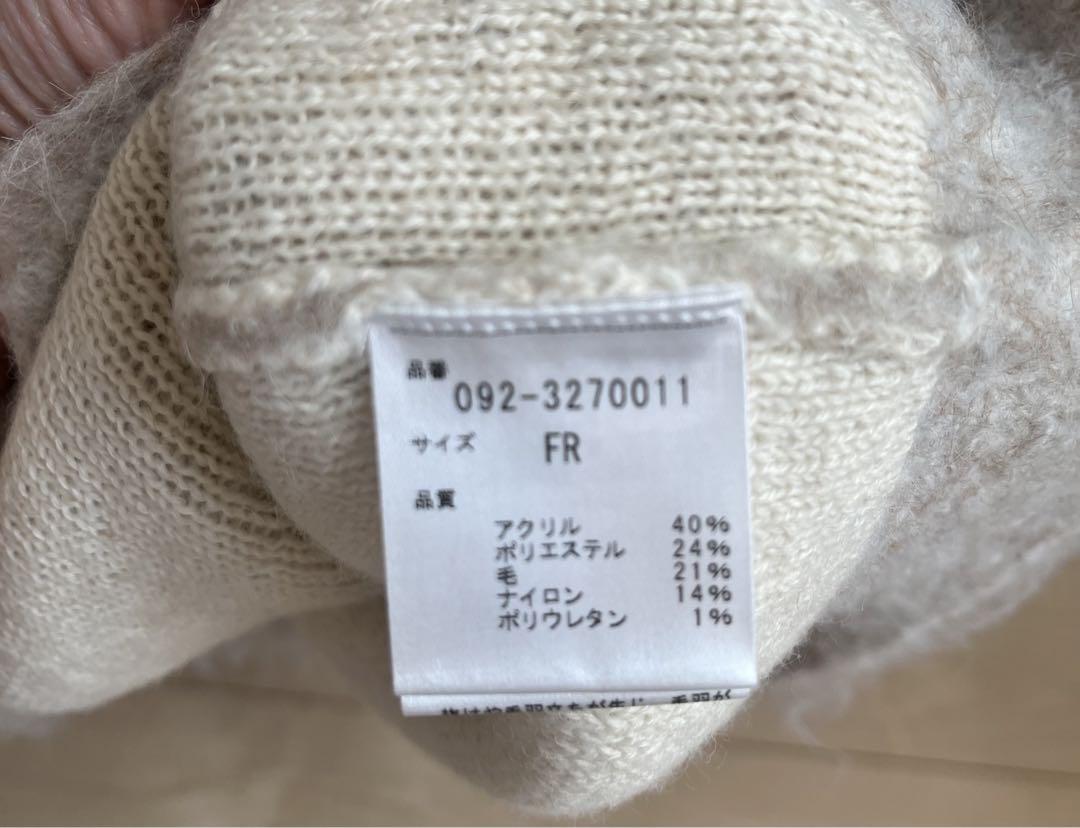 品番
092-3270011
サイズ FR
品質
アクリル 40%
ポリエステル 24%
毛 21%
ナイロン 14%
ポリウレタン 1%